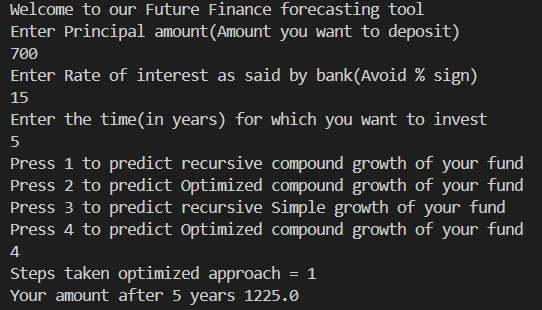 Welcome to our Future Finance forecasting tool
Enter Principal amount(Amount you want to deposit)
700
Enter Rate of interest as said by bank(Avoid % sign)
15
Enter the time(in years) for which you want to invest
5
Press 1 to predict recursive compound growth of your fund
Press 2 to predict Optimized compound growth of your fund
Press 3 to predict recursive Simple growth of your fund
Press 4 to predict Optimized compound growth of your fund
4
Steps taken optimized approach = 1
Your amount after 5 years 1225.0